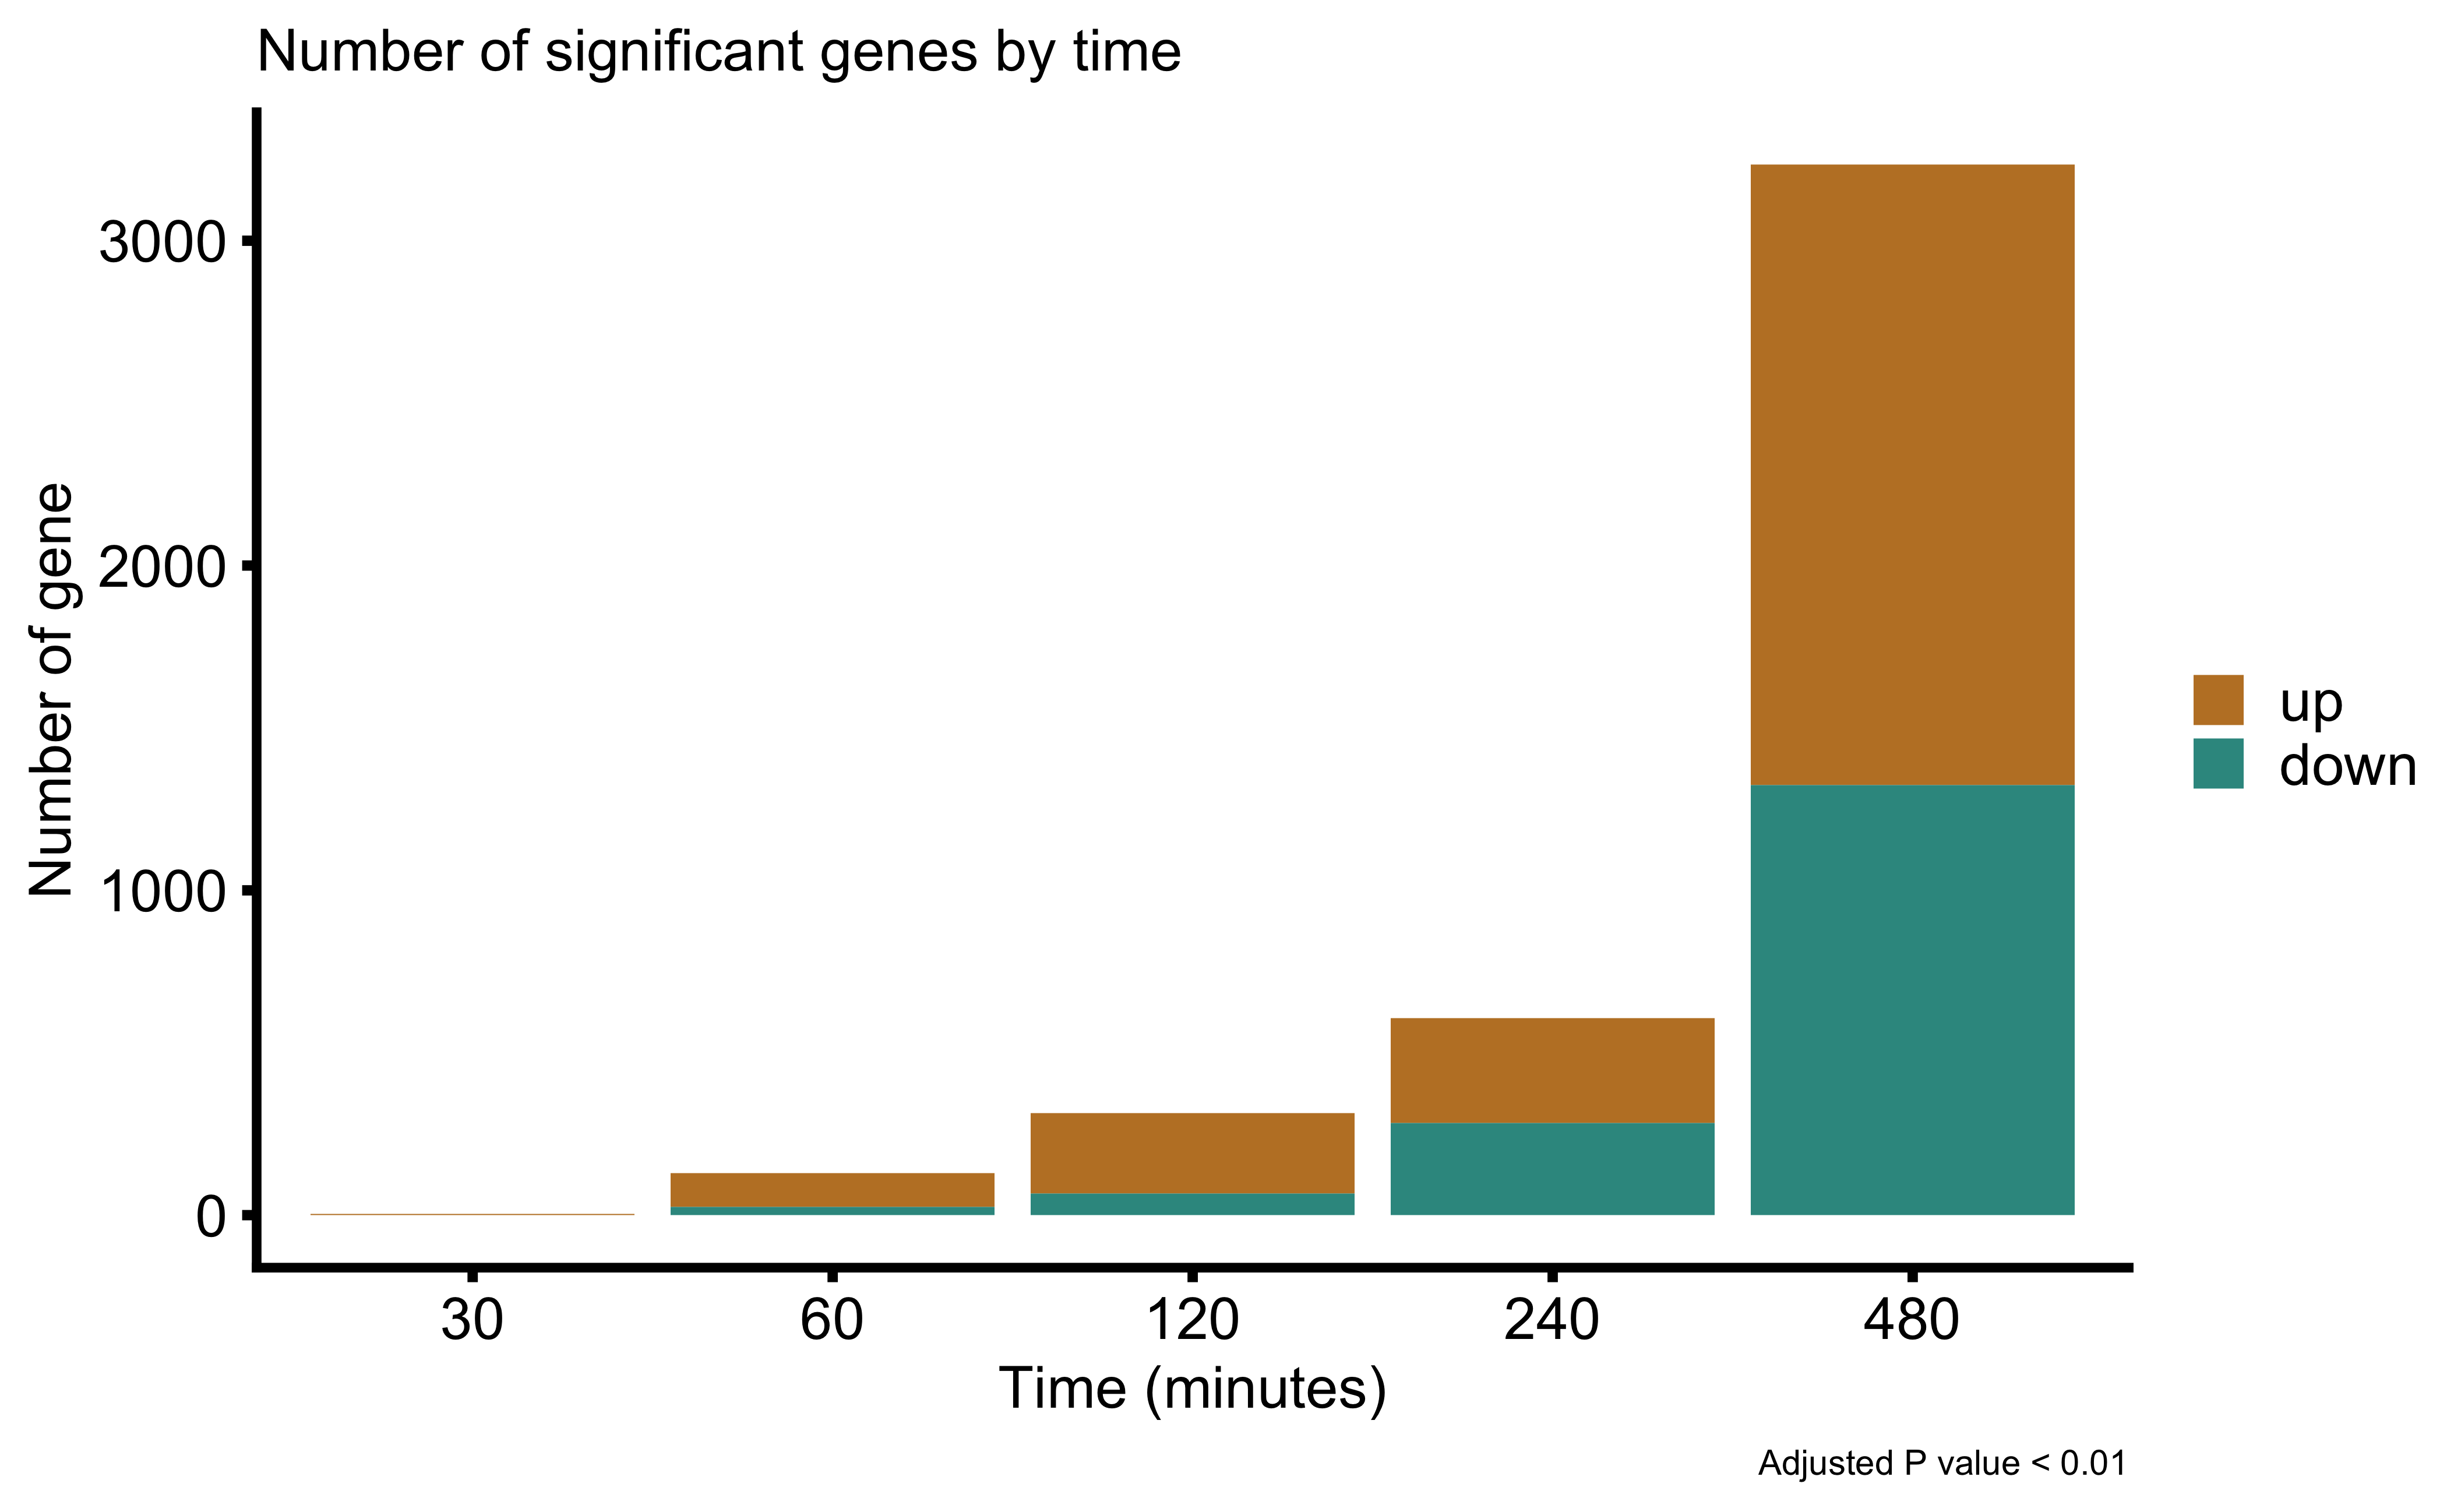 Number of significant genes by time
Number of gene
3000
2000
1000
0
30 60 120 240 480
Time (minutes)
up
down
Adjusted P value < 0.01